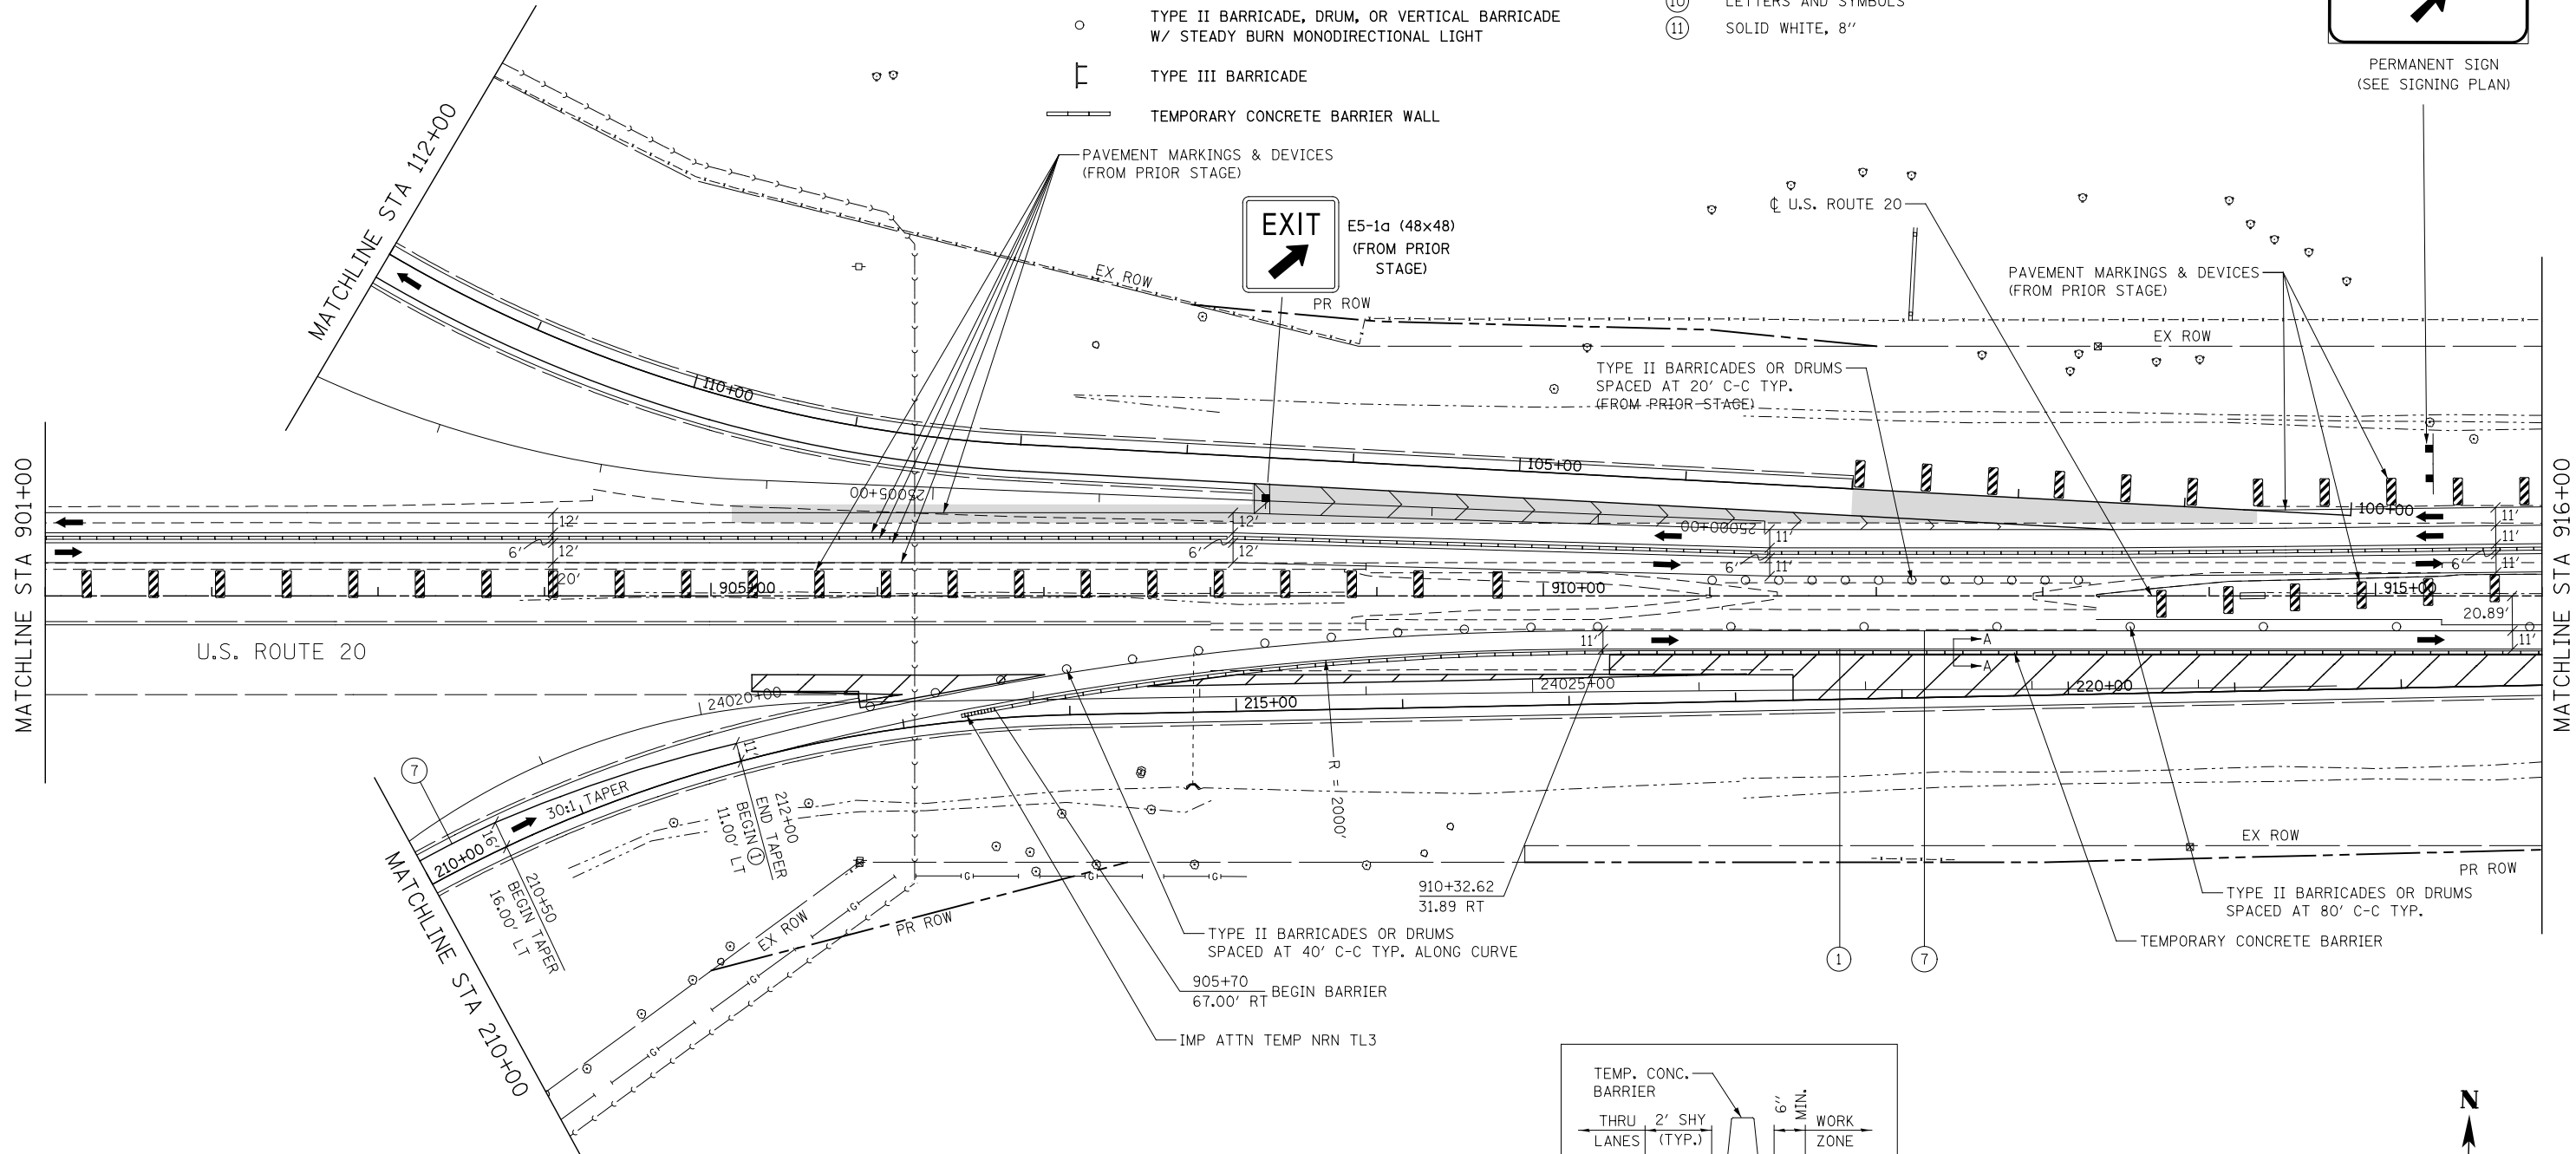 TYPE II BARRICADE, DRUM, OR VERTICAL BARRICADE
W/ STEADY BURN MONODIRECTIONAL LIGHT
TYPE III BARRICADE
TEMPORARY CONCRETE BARRIER WALL
10 LETTERS AND SYMBOLS
11 SOLID WHITE, 8"
PERMANENT SIGN
(SEE SIGNING PLAN)
MATCHLINE STA 112+00
PAVEMENT MARKINGS & DEVICES
(FROM PRIOR STAGE)
EXIT
E5-1a (48x48)
(FROM PRIOR
STAGE)
℄ U.S. ROUTE 20
PAVEMENT MARKINGS & DEVICES
(FROM PRIOR STAGE)
EX ROW
PR ROW
EX ROW
TYPE II BARRICADES OR DRUMS
SPACED AT 20' C-C TYP.
(FROM PRIOR STAGE)
110+00
105+00
100+00
25005+00
25000+00
MATCHLINE STA 901+00
MATCHLINE STA 916+00
12'
6'
12'
20'
12'
6'
12'
11'
6'
11'
11'
11'
6'
11'
905+00
910+00
915+00
20.89'
11'
U.S. ROUTE 20
11'
A
A
24020+00
24025+00
215+00
220+00
7
30:1 TAPER
11'
16'
210+00
212+00
END TAPER
BEGIN 1
11.00' LT
210+50
BEGIN TAPER
16.00' LT
R = 2000'
MATCHLINE STA 210+00
EX ROW
PR ROW
G
G
G
G
G
G
910+32.62
31.89 RT
EX ROW
PR ROW
TYPE II BARRICADES OR DRUMS
SPACED AT 80' C-C TYP.
TEMPORARY CONCRETE BARRIER
TYPE II BARRICADES OR DRUMS
SPACED AT 40' C-C TYP. ALONG CURVE
1
7
905+70
67.00' RT
BEGIN BARRIER
IMP ATTN TEMP NRN TL3
TEMP. CONC.
BARRIER
THRU
LANES
2' SHY
(TYP.)
6"
MIN.
WORK
ZONE
N